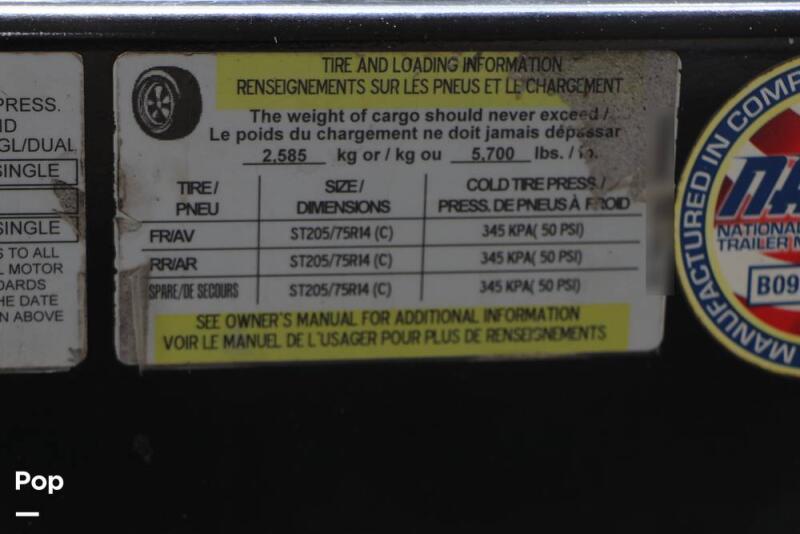 PRESS.
GL/DUAL
SINGLE
SINGLE
S TO ALL
MOTOR
DARDS
HE DATE
N ABOVE
TIRE AND LOADING INFORMATION
RENSEIGNEMENTS SUR LES PNEUS ET LE CHARGEMENT
The weight of cargo should never exceed /
Le poids du chargement ne doit jamais dépassar
2,585 kg or / kg ou 5,700 lbs. /
TIRE / SIZE / COLD TIRE PRESS /
PNEU DIMENSIONS PRESS. DE PNEUS À FROID
FR/AV ST205/75R14 (C) 345 KPA( 50 PSI)
RR/AR ST205/75R14 (C) 345 KPA( 50 PSI)
SPARE/DE SECOURS ST205/75R14 (C) 345 KPA( 50 PSI)
SEE OWNER'S MANUAL FOR ADDITIONAL INFORMATION
VOIR LE MANUEL DE L'USAGER POUR PLUS DE RENSEIGNEMENTS
MANUFACTURED IN COMP
NA
NATIONAL
TRAILER M
B09
Pop